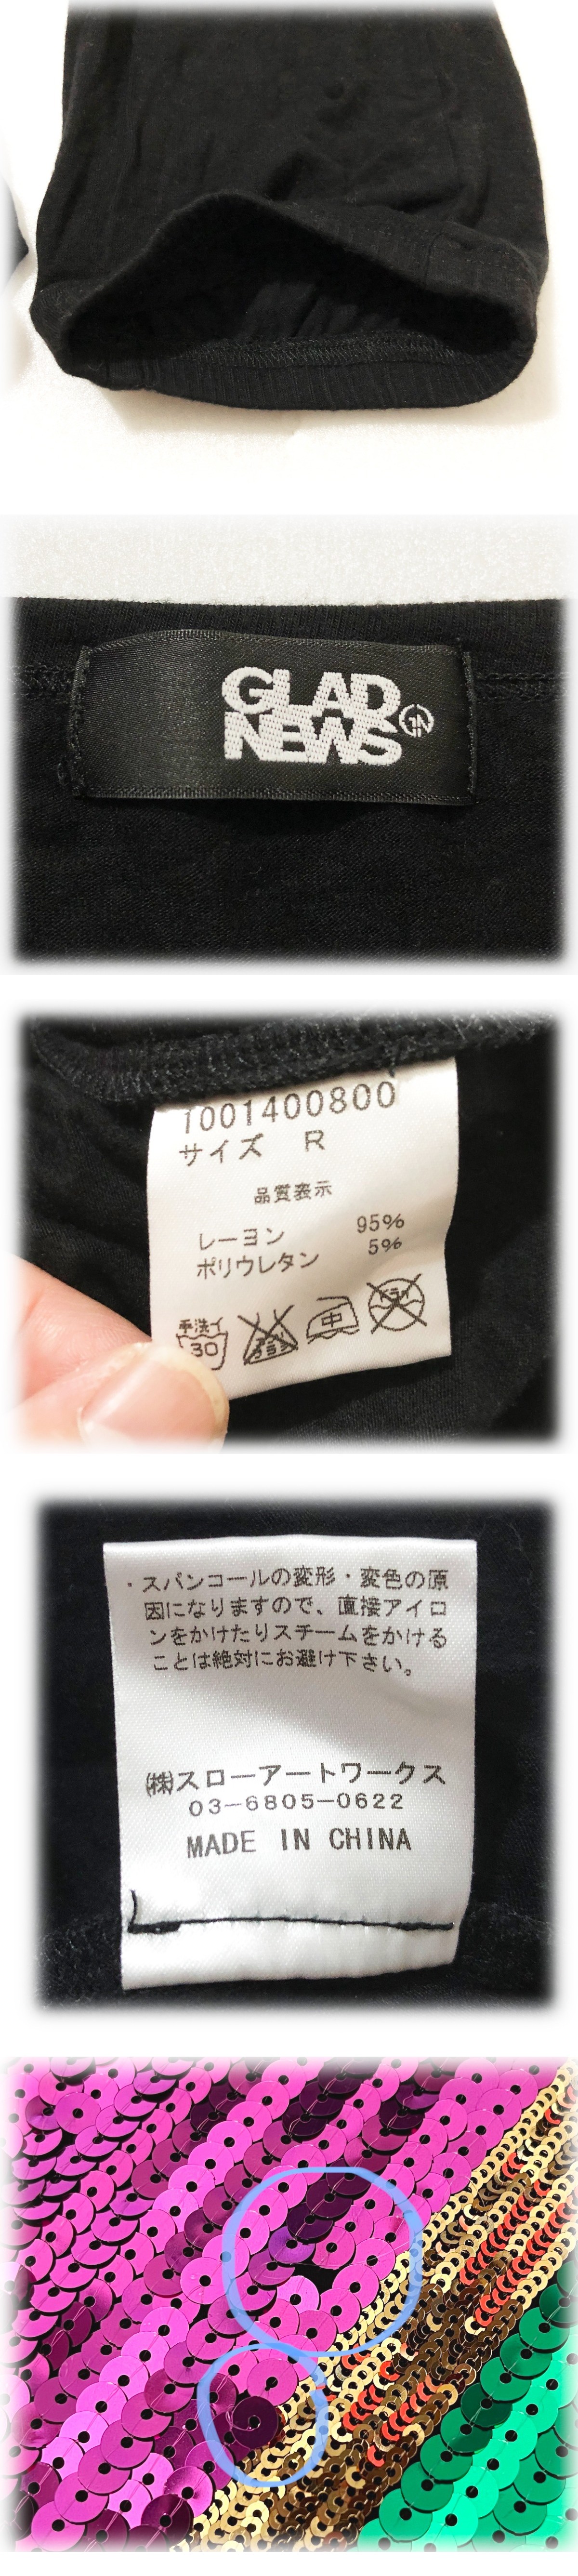 GLAD
NEWS
1001400800
サイズ R
品質表示
レーヨン 95%
ポリウレタン 5%
手洗イ
30
中
・スパンコールの変形・変色の原
因になりますので、直接アイロ
ンをかけたりスチームをかける
ことは絶対にお避け下さい。
㈱スローアートワークス
03-6805-0622
MADE IN CHINA